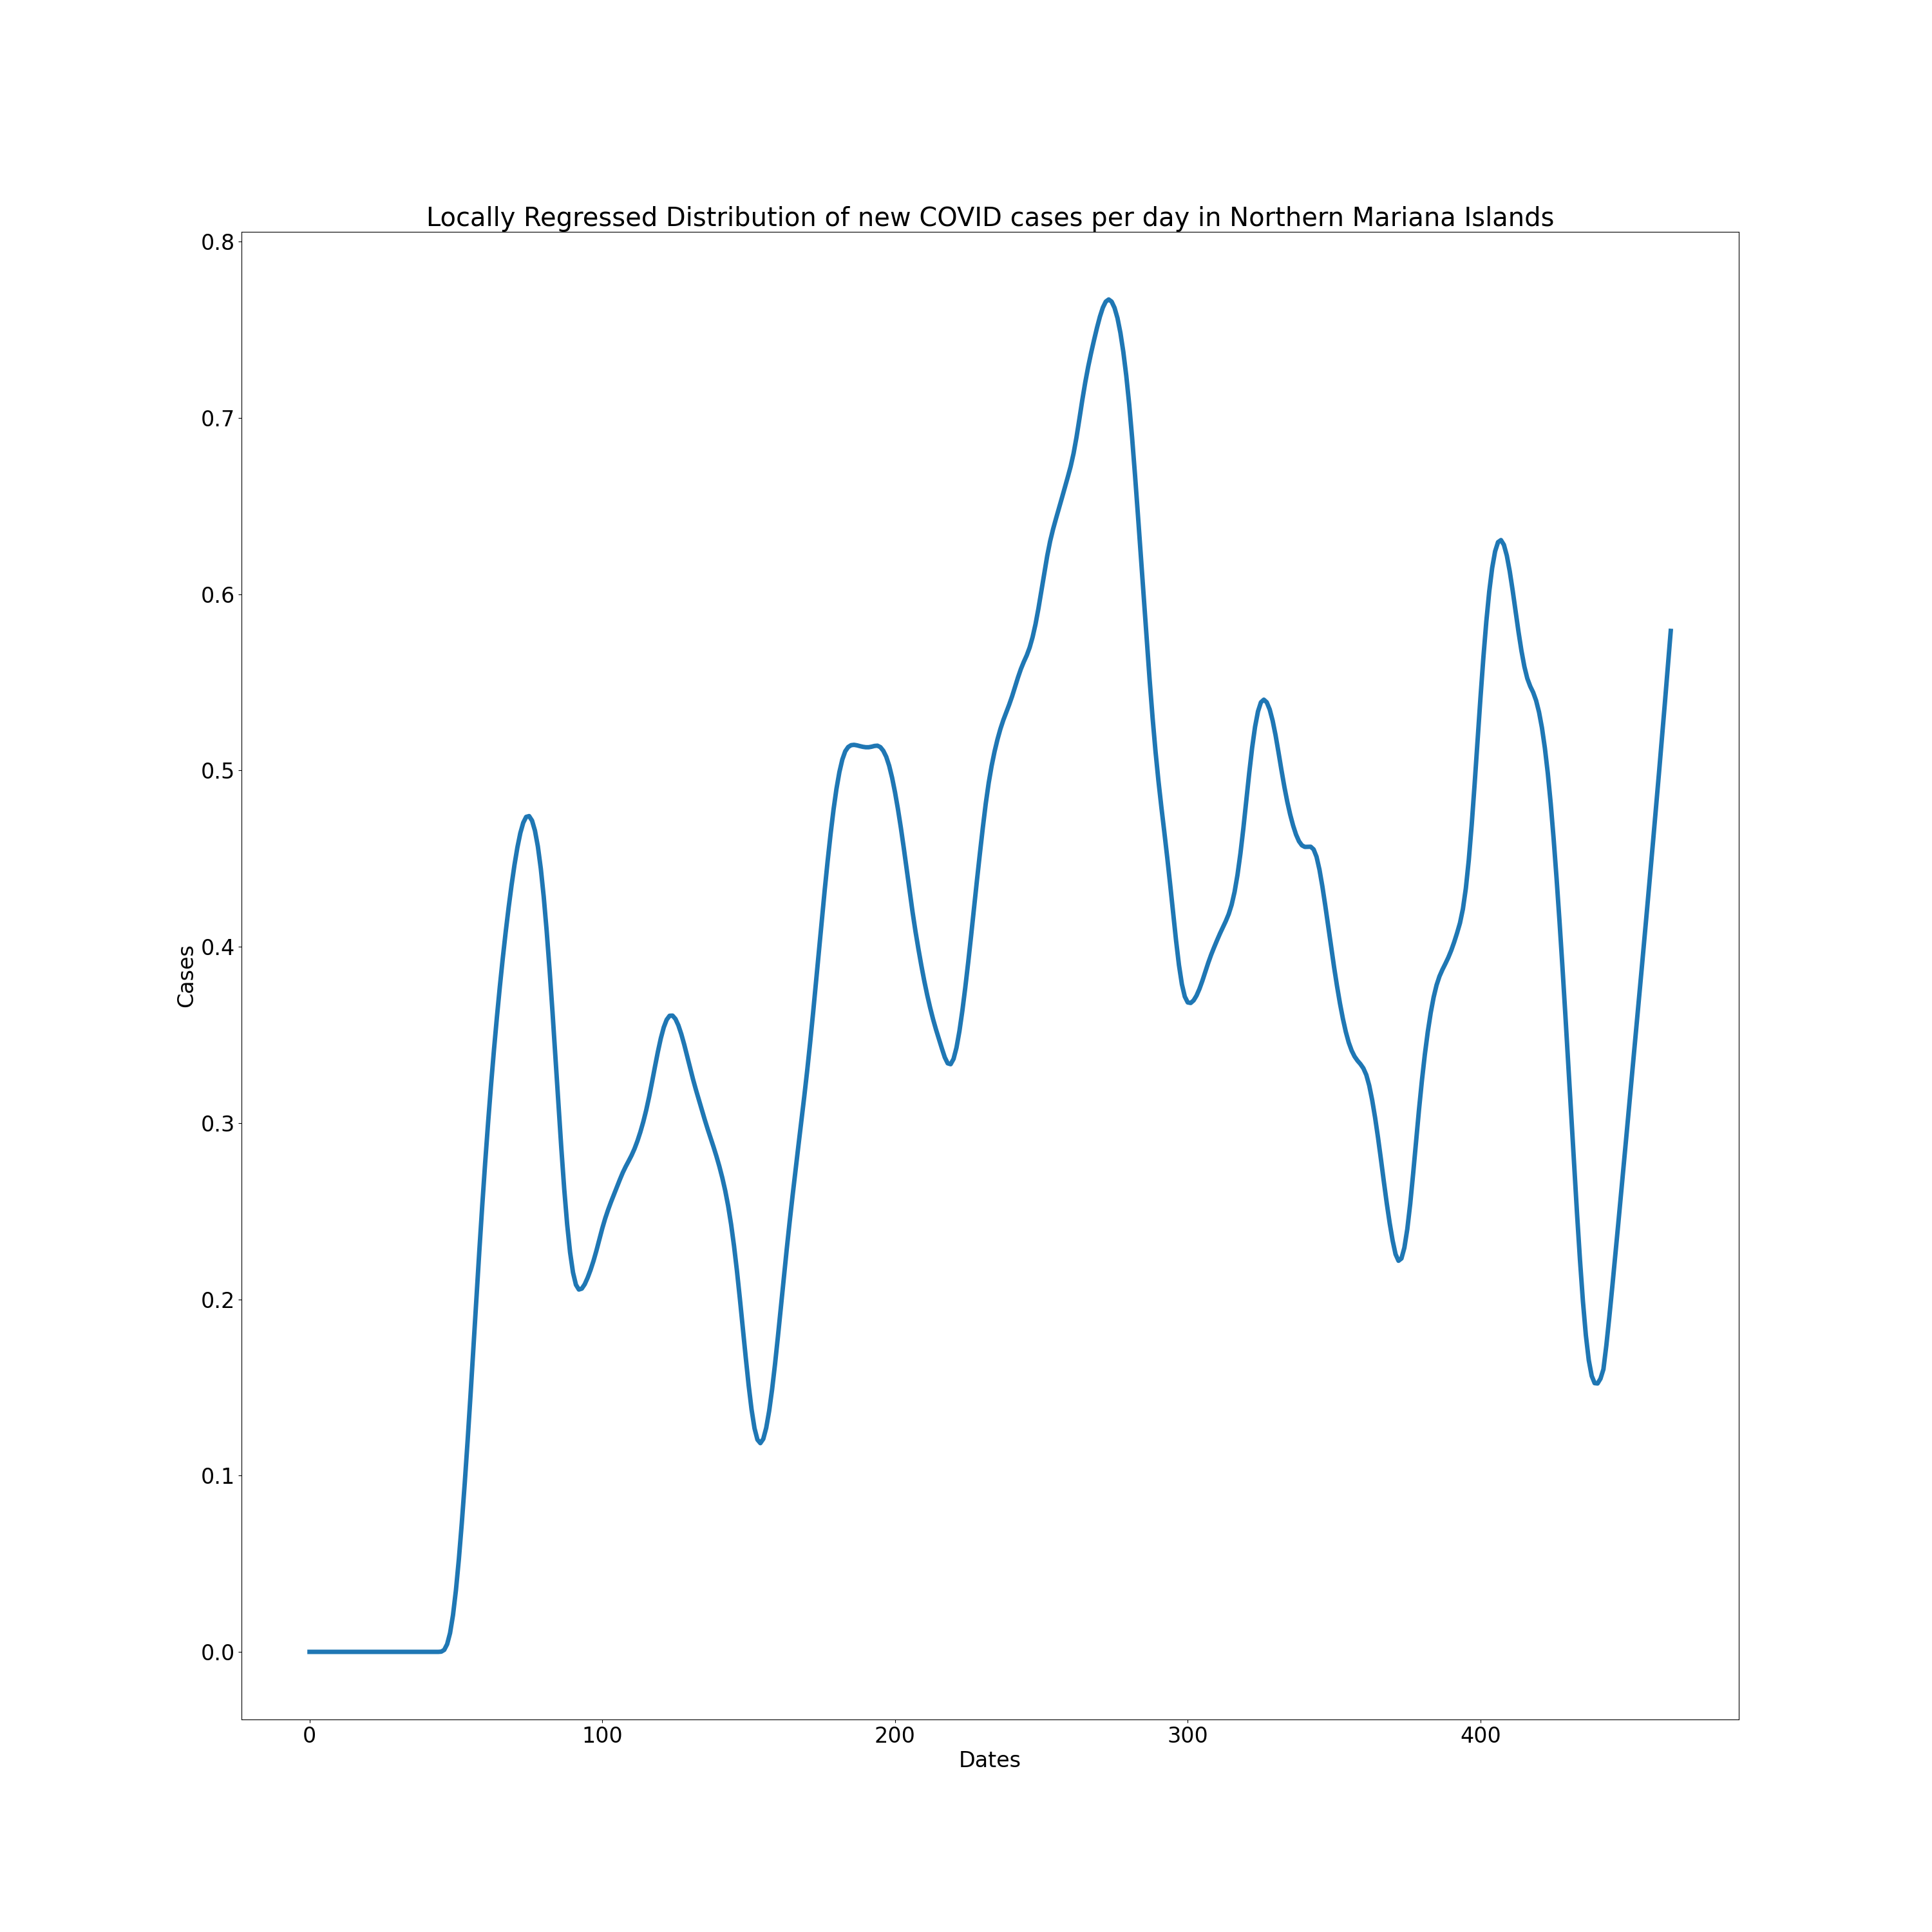 Locally Regressed Distribution of new COVID cases per day in Northern Mariana Islands
0.8
0.7
0.6
0.5
0.4
0.3
0.2
0.1
0.0
Cases
0 100 200 300 400
Dates